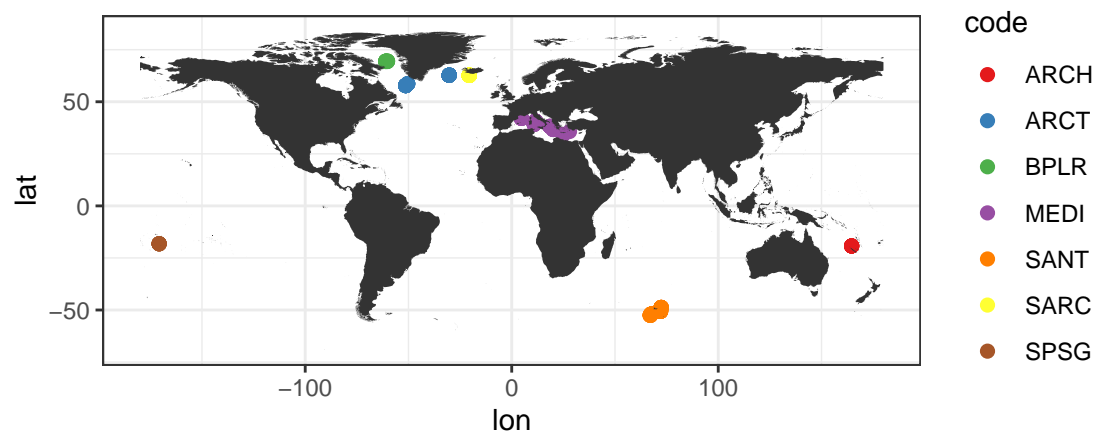 code
ARCH
ARCT
BPLR
MEDI
SANT
SARC
SPSG
lat
50
0
−50
−100
0
100
lon